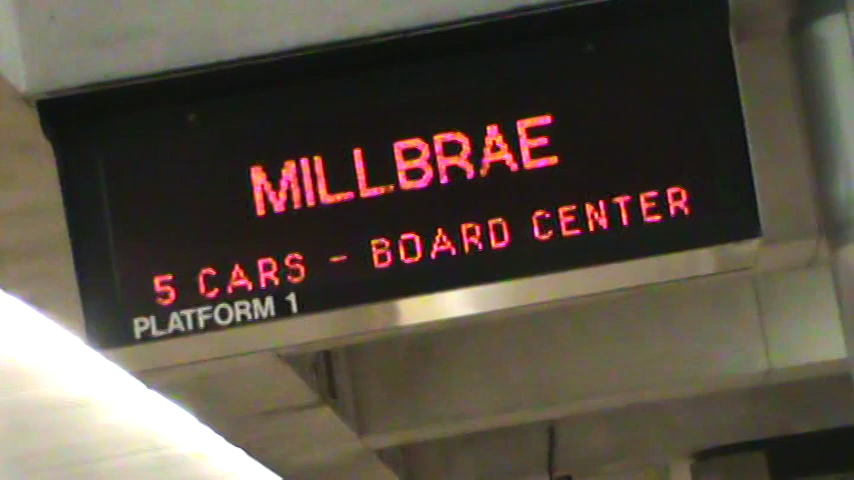 MILLBRAE
5 CARS - BOARD CENTER
PLATFORM 1